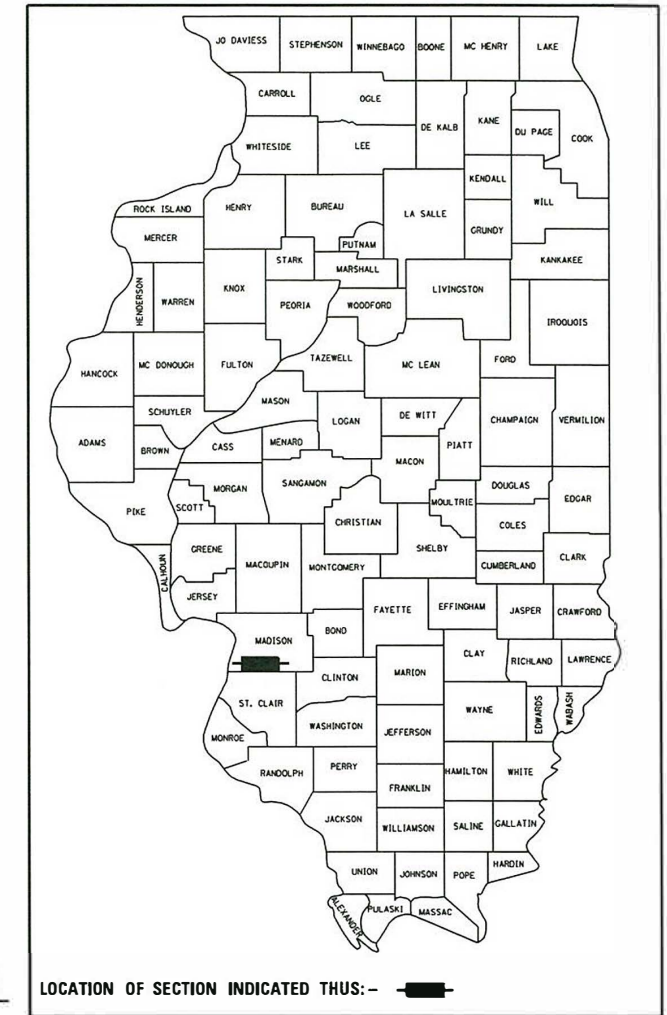 JO DAVIESS
STEPHENSON
WINNEBAGO
BOONE
MC HENRY
LAKE
CARROLL
OGLE
DE KALB
KANE
DU PAGE
COOK
WHITESIDE
LEE
KENDALL
WILL
ROCK ISLAND
HENRY
BUREAU
LA SALLE
GRUNDY
MERCER
PUTNAM
STARK
MARSHALL
KANKAKEE
HENDERSON
WARREN
KNOX
PEORIA
WOODFORD
LIVINGSTON
IROQUOIS
HANCOCK
MC DONOUGH
FULTON
TAZEWELL
MC LEAN
FORD
MASON
SCHUYLER
LOGAN
DE WITT
CHAMPAIGN
VERMILION
ADAMS
BROWN
CASS
MENARD
PIATT
MACON
PIKE
SCOTT
MORGAN
SANGAMON
MOULTRIE
DOUGLAS
EDGAR
CHRISTIAN
COLES
CALHOUN
GREENE
MACOUPIN
MONTGOMERY
SHELBY
CUMBERLAND
CLARK
JERSEY
FAYETTE
EFFINGHAM
JASPER
CRAWFORD
MADISON
BOND
CLAY
RICHLAND
LAWRENCE
CLINTON
MARION
ST. CLAIR
WAYNE
EDWARDS
WABASH
WASHINGTON
JEFFERSON
MONROE
RANDOLPH
PERRY
HAMILTON
WHITE
FRANKLIN
JACKSON
WILLIAMSON
SALINE
GALLATIN
UNION
JOHNSON
POPE
HARDIN
ALEXANDER
PULASKI
MASSAC
LOCATION OF SECTION INDICATED THUS:-